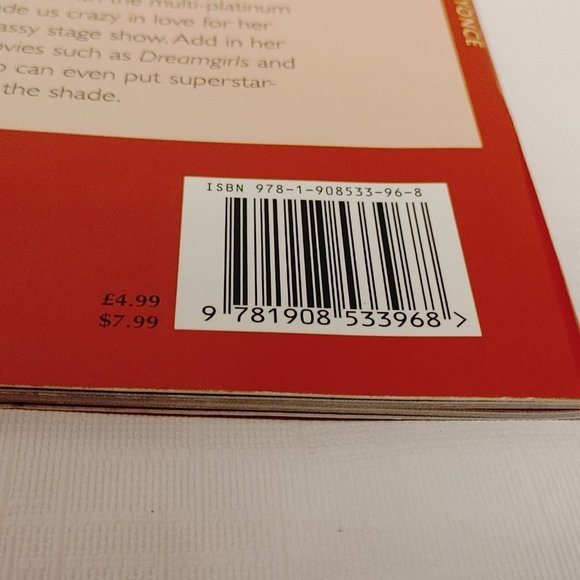 the multi-platinum
ade us crazy in love for her
assy stage show. Add in her
ovies such as Dreamgirls and
o can even put superstar-
the shade.
YONCÉ
ISBN 978-1-908533-96-8
£4.99
$7.99
9 781908 533968 >